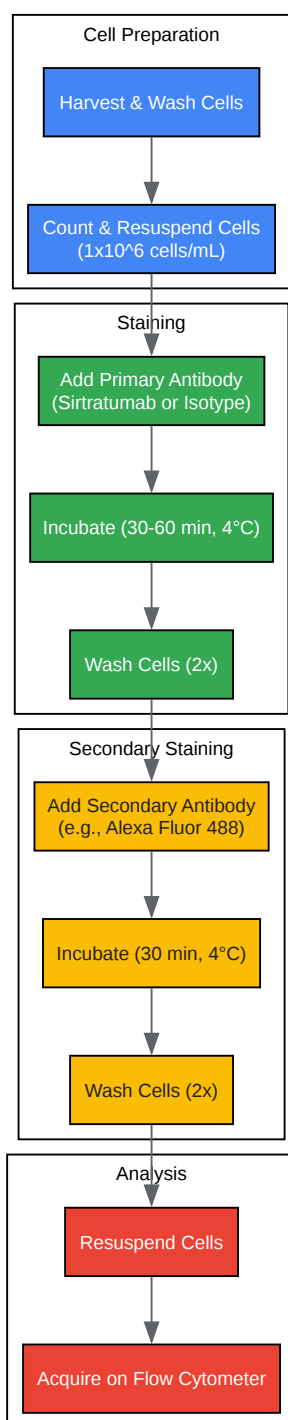 Cell Preparation
Harvest & Wash Cells
Count & Resuspend Cells
(1x10^6 cells/mL)
Staining
Add Primary Antibody
(Sirtratumab or Isotype)
Incubate (30-60 min, 4°C)
Wash Cells (2x)
Secondary Staining
Add Secondary Antibody
(e.g., Alexa Fluor 488)
Incubate (30 min, 4°C)
Wash Cells (2x)
Analysis
Resuspend Cells
Acquire on Flow Cytometer